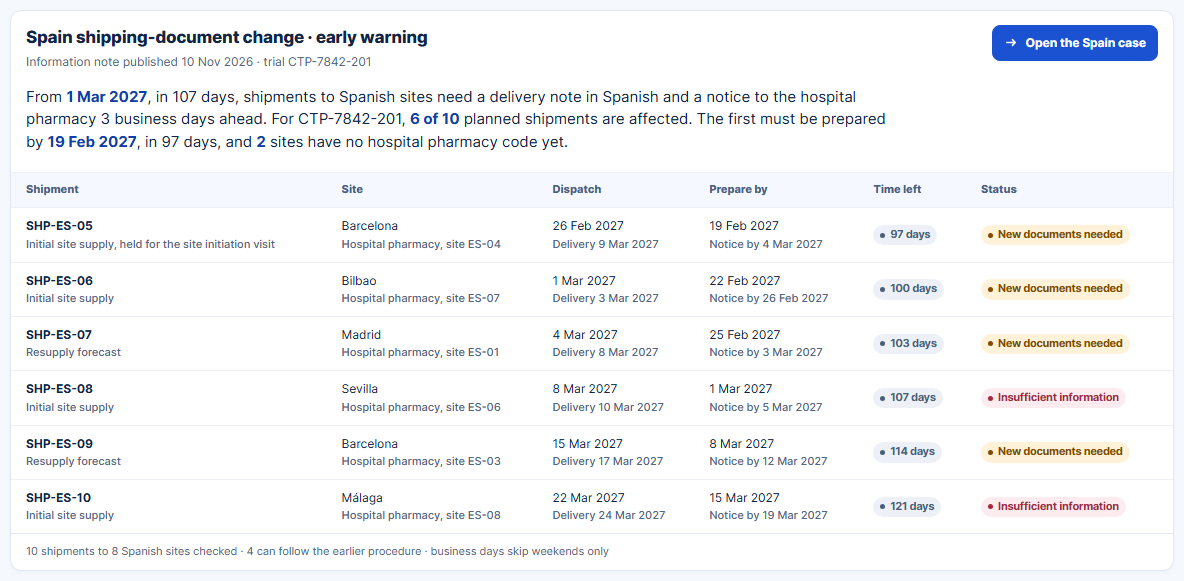 Spain shipping-document change · early warning
→ Open the Spain case
Information note published 10 Nov 2026 · trial CTP-7842-201
From 1 Mar 2027, in 107 days, shipments to Spanish sites need a delivery note in Spanish and a notice to the hospital
pharmacy 3 business days ahead. For CTP-7842-201, 6 of 10 planned shipments are affected. The first must be prepared
by 19 Feb 2027, in 97 days, and 2 sites have no hospital pharmacy code yet.
Shipment Site Dispatch Prepare by Time left Status
SHP-ES-05 Barcelona 26 Feb 2027 19 Feb 2027 97 days New documents needed
Initial site supply, held for the site initiation visit Hospital pharmacy, site ES-04 Delivery 9 Mar 2027 Notice by 4 Mar 2027
SHP-ES-06 Bilbao 1 Mar 2027 22 Feb 2027 100 days New documents needed
Initial site supply Hospital pharmacy, site ES-07 Delivery 3 Mar 2027 Notice by 26 Feb 2027
SHP-ES-07 Madrid 4 Mar 2027 25 Feb 2027 103 days New documents needed
Resupply forecast Hospital pharmacy, site ES-01 Delivery 8 Mar 2027 Notice by 3 Mar 2027
SHP-ES-08 Sevilla 8 Mar 2027 1 Mar 2027 107 days Insufficient information
Initial site supply Hospital pharmacy, site ES-06 Delivery 10 Mar 2027 Notice by 5 Mar 2027
SHP-ES-09 Barcelona 15 Mar 2027 8 Mar 2027 114 days New documents needed
Resupply forecast Hospital pharmacy, site ES-03 Delivery 17 Mar 2027 Notice by 12 Mar 2027
SHP-ES-10 Málaga 22 Mar 2027 15 Mar 2027 121 days Insufficient information
Initial site supply Hospital pharmacy, site ES-08 Delivery 24 Mar 2027 Notice by 19 Mar 2027
10 shipments to 8 Spanish sites checked · 4 can follow the earlier procedure · business days skip weekends only